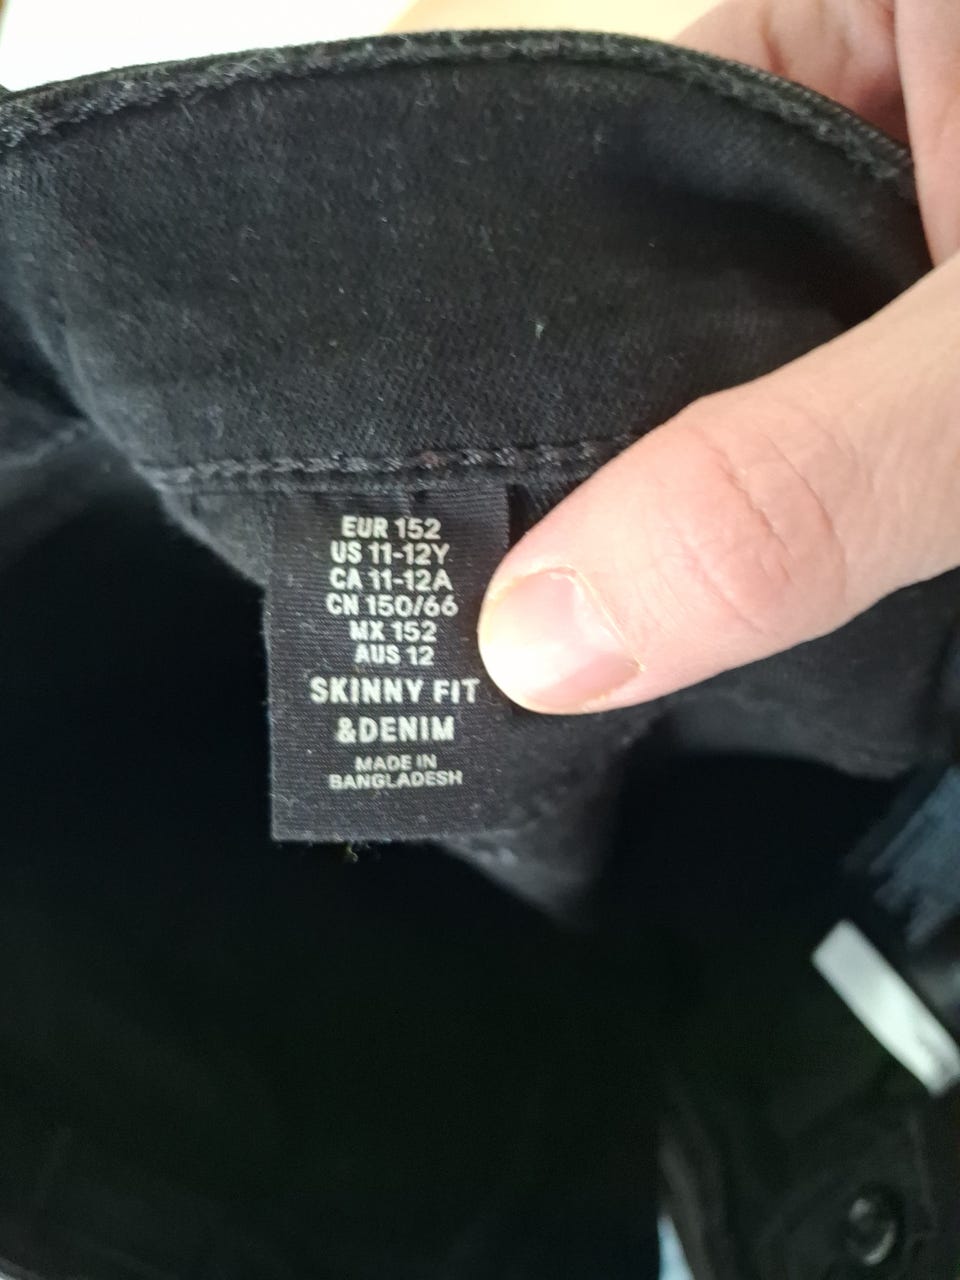 EUR 152
US 11-12Y
CA 11-12A
CN 150/66
MX 152
AUS 12
SKINNY FIT
&DENIM
MADE IN
BANGLADESH